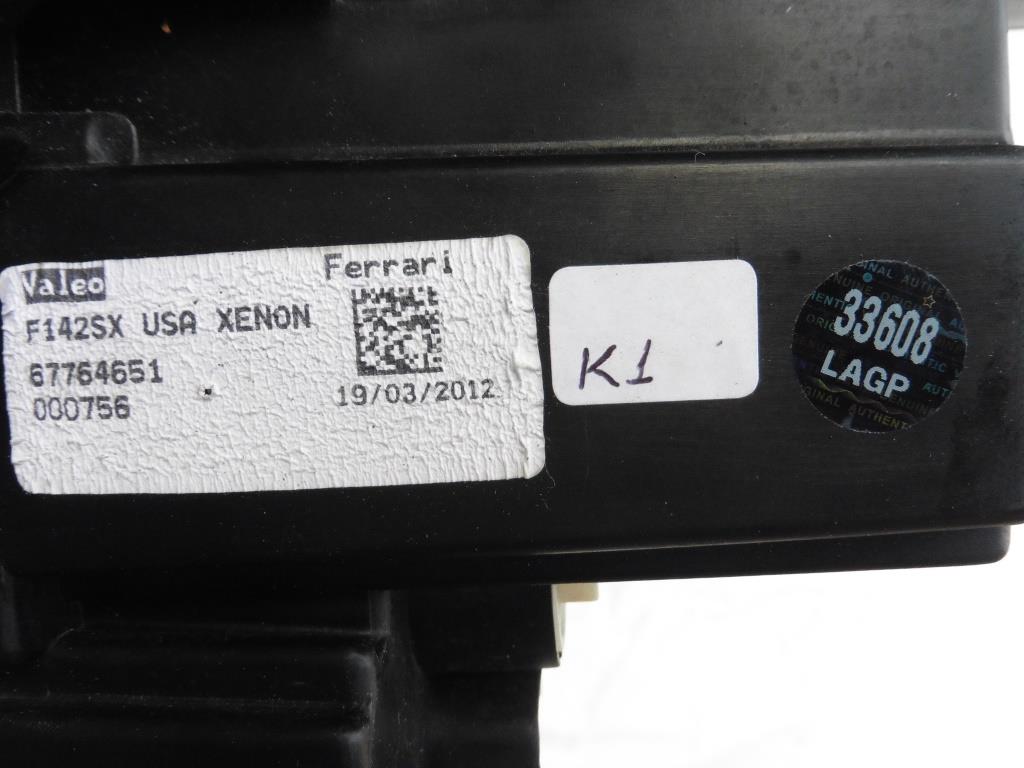 Valeo
Ferrari
F142SX USA XENON
67764651
000756
19/03/2012
K1
33608
LAGP